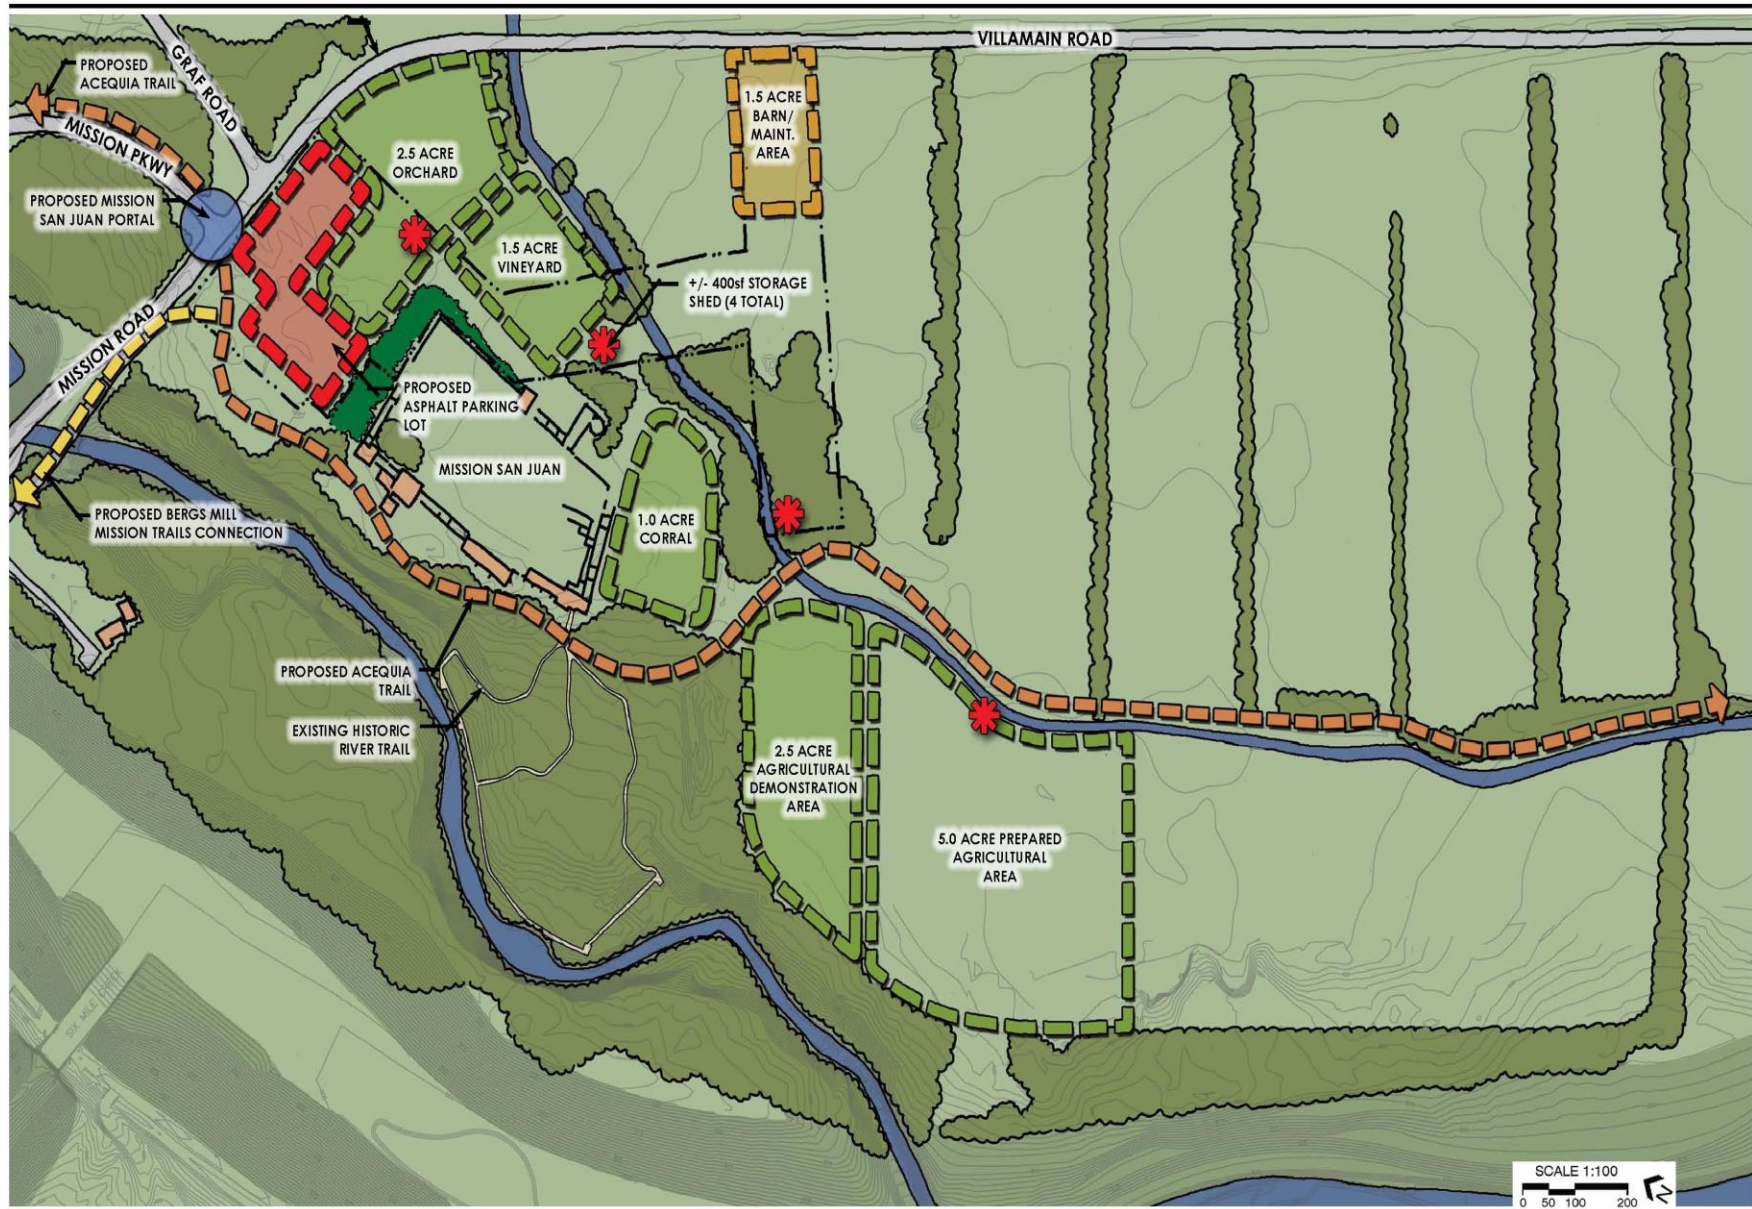 VILLAMAIN ROAD
GRAF ROAD
PROPOSED
ACEQUIA TRAIL
MISSION PKWY
PROPOSED MISSION
SAN JUAN PORTAL
MISSION ROAD
2.5 ACRE
ORCHARD
1.5 ACRE
BARN/
MAINT.
AREA
1.5 ACRE
VINEYARD
+/- 400sf STORAGE
SHED (4 TOTAL)
PROPOSED
ASPHALT PARKING
LOT
MISSION SAN JUAN
1.0 ACRE
CORRAL
PROPOSED BERGS MILL
MISSION TRAILS CONNECTION
PROPOSED ACEQUIA
TRAIL
EXISTING HISTORIC
RIVER TRAIL
2.5 ACRE
AGRICULTURAL
DEMONSTRATION
AREA
5.0 ACRE PREPARED
AGRICULTURAL
AREA
SCALE 1:100
0 50 100 200
N